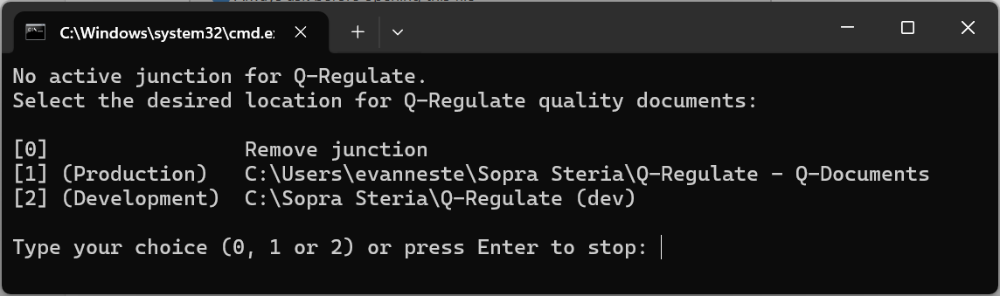 C:\Windows\system32\cmd.e
No active junction for Q-Regulate.
Select the desired location for Q-Regulate quality documents:
[0] Remove junction
[1] (Production) C:\Users\evanneste\Sopra Steria\Q-Regulate - Q-Documents
[2] (Development) C:\Sopra Steria\Q-Regulate (dev)
Type your choice (0, 1 or 2) or press Enter to stop: